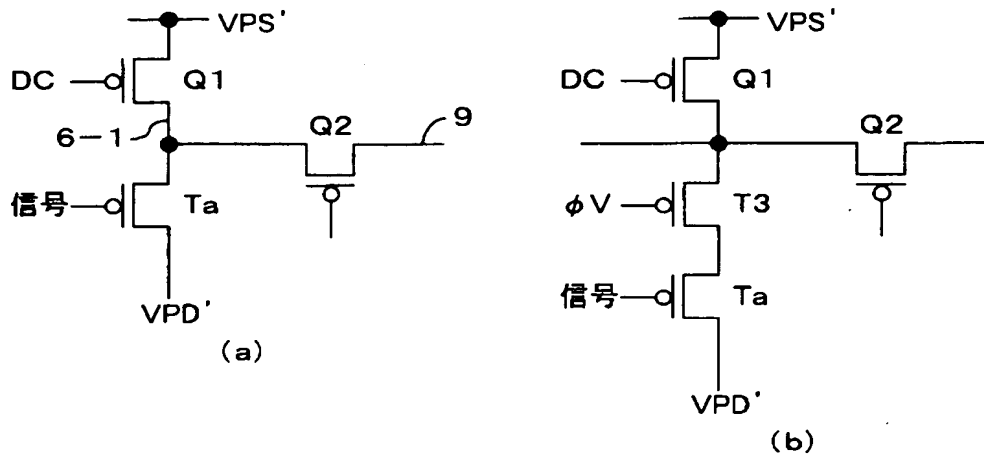 VPS'
DC
Q1
6-1
Q2
9
信号
Ta
VPD'
(a)
VPS'
DC
Q1
Q2
φV
T3
信号
Ta
VPD'
(b)